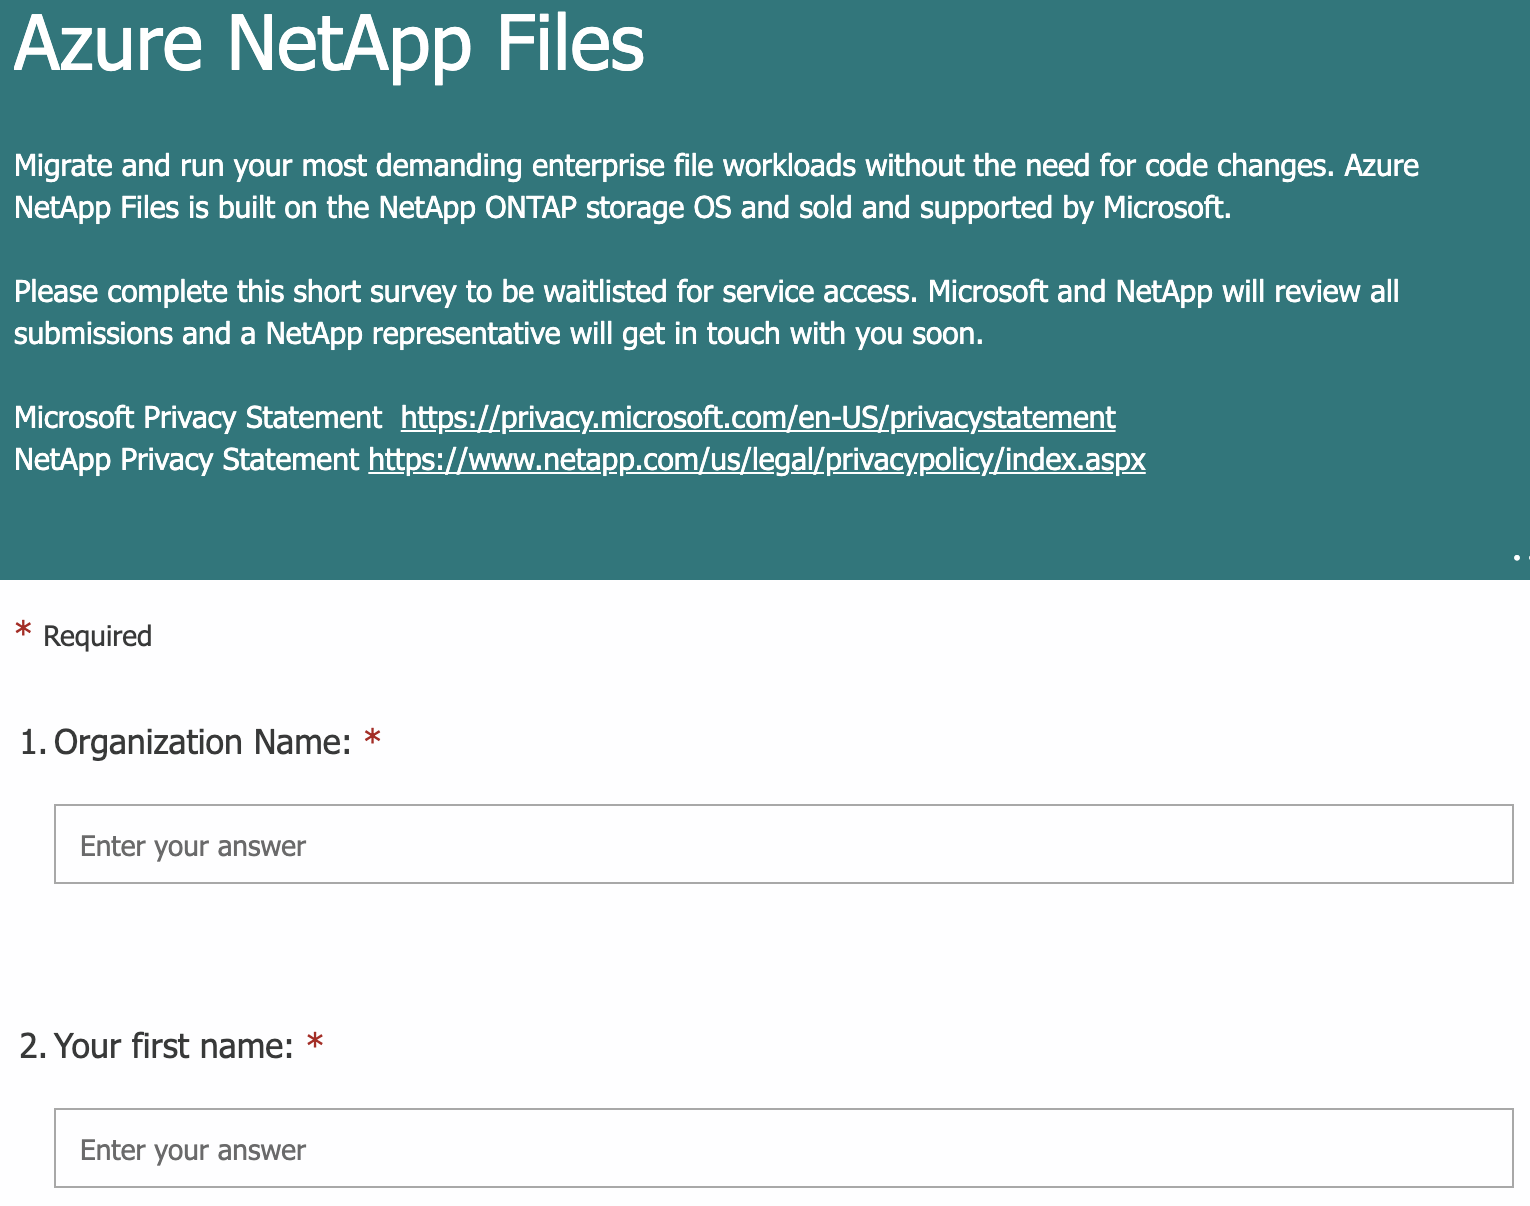 Azure NetApp Files
Migrate and run your most demanding enterprise file workloads without the need for code changes. Azure
NetApp Files is built on the NetApp ONTAP storage OS and sold and supported by Microsoft.
Please complete this short survey to be waitlisted for service access. Microsoft and NetApp will review all
submissions and a NetApp representative will get in touch with you soon.
Microsoft Privacy Statement  https://privacy.microsoft.com/en-US/privacystatement
NetApp Privacy Statement https://www.netapp.com/us/legal/privacypolicy/index.aspx
* Required
1. Organization Name: *
Enter your answer
2. Your first name: *
Enter your answer